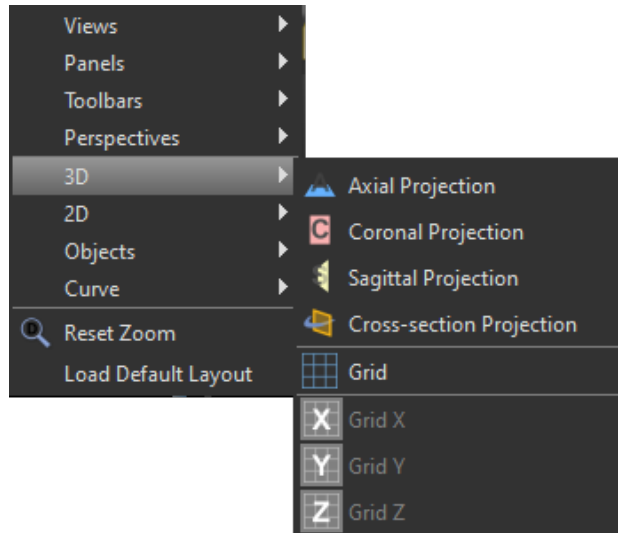 Views
Panels
Toolbars
Perspectives
3D
2D
Objects
Curve
Reset Zoom
Load Default Layout
Axial Projection
C Coronal Projection
Sagittal Projection
Cross-section Projection
Grid
X Grid X
Y Grid Y
Z Grid Z